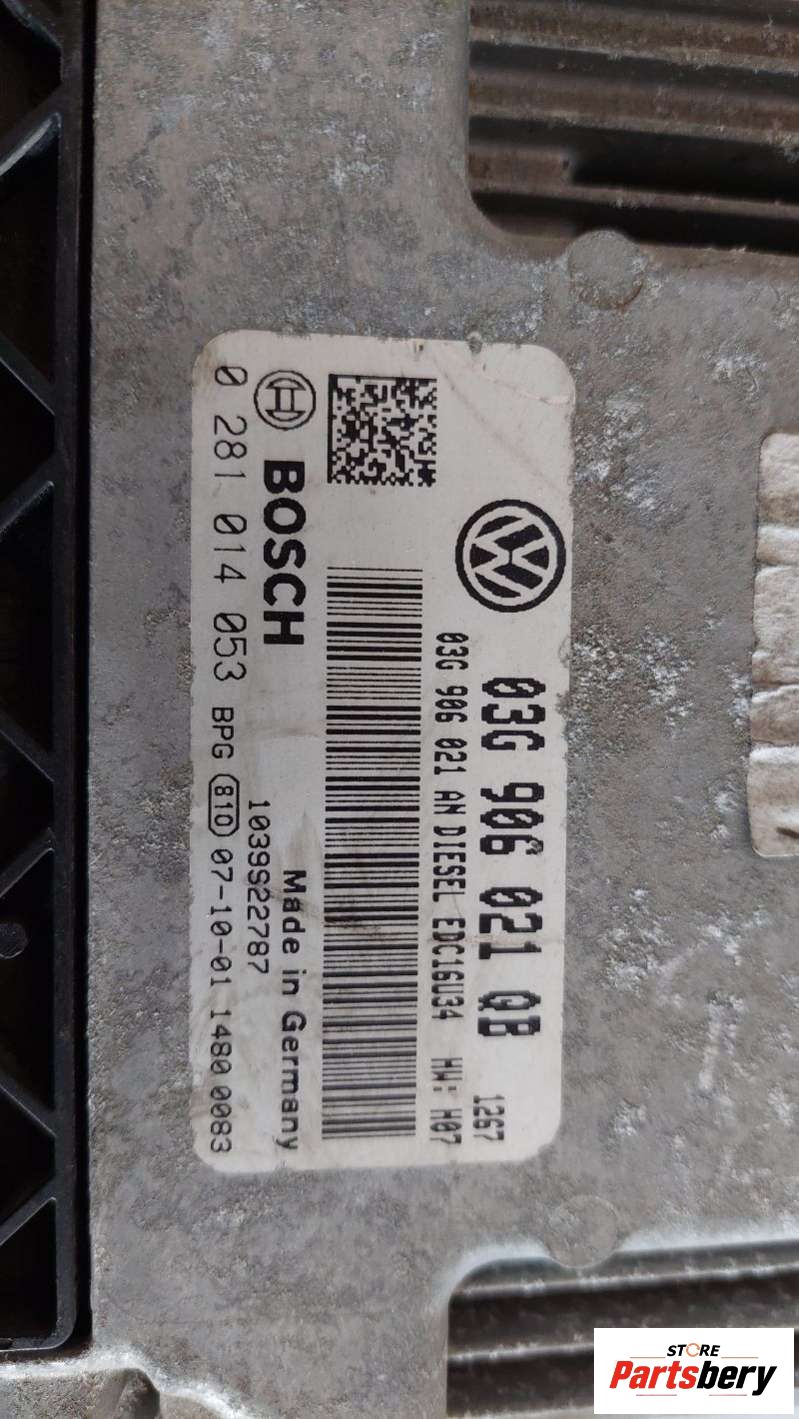 03G 906 021 QB 1267
03G 906 021 AN DIESEL EDC16U34 HW: H07
BOSCH
Made in Germany
1039S22787
0 281 014 053 BPG 81D 07-10-01 1480 0083
STORE
Partsbery